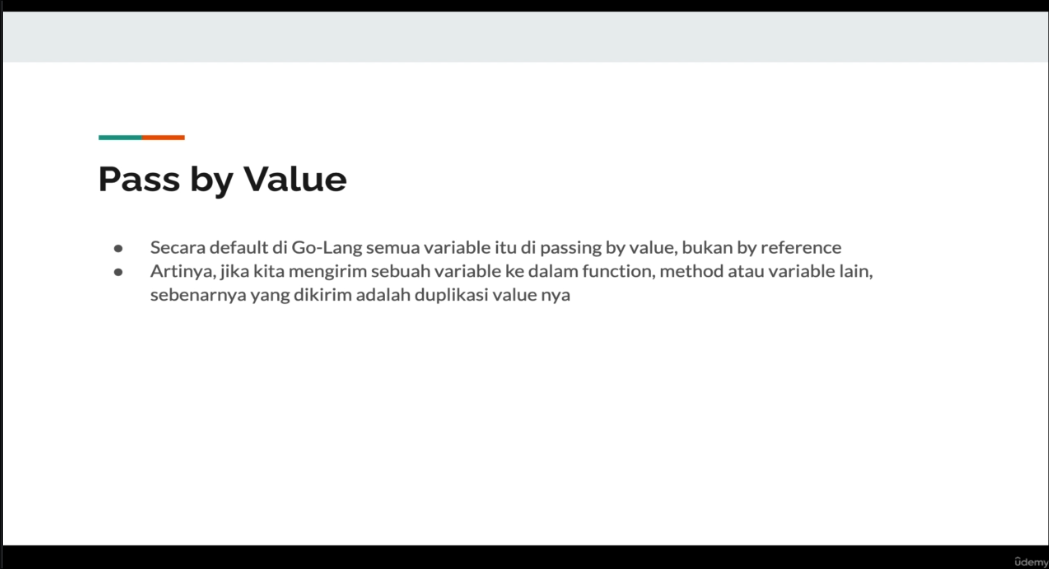 Pass by Value
● Secara default di Go-Lang semua variable itu di passing by value, bukan by reference
● Artinya, jika kita mengirim sebuah variable ke dalam function, method atau variable lain,
sebenarnya yang dikirim adalah duplikasi value nya
ûdemy